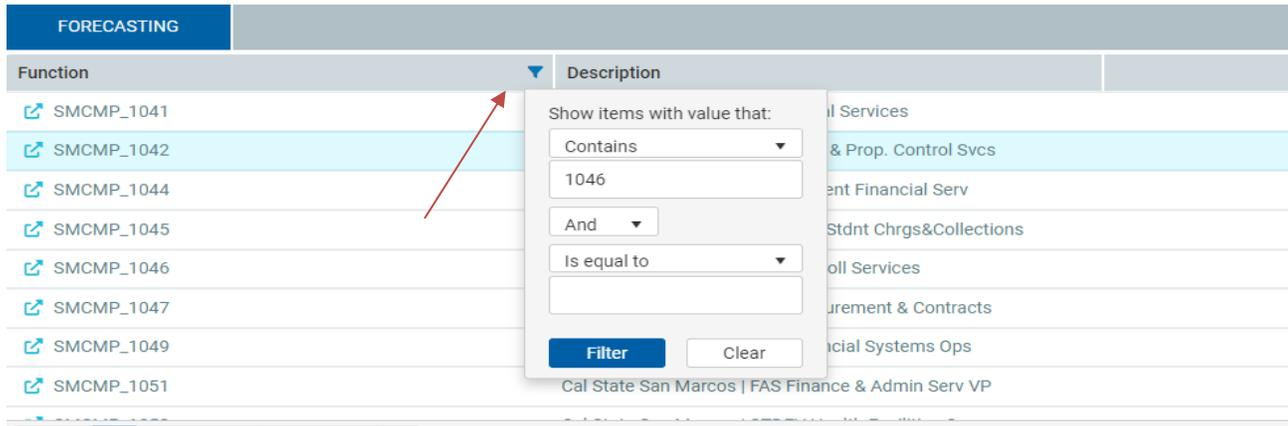 FORECASTING
Function Description
SMCMP_1041 l Services
SMCMP_1042 & Prop. Control Svcs
SMCMP_1044 ent Financial Serv
SMCMP_1045 Stdnt Chrgs&Collections
SMCMP_1046 oll Services
SMCMP_1047 urement & Contracts
SMCMP_1049 ncial Systems Ops
SMCMP_1051 Cal State San Marcos | FAS Finance & Admin Serv VP
Show items with value that:
Contains
1046
And
Is equal to
Filter Clear